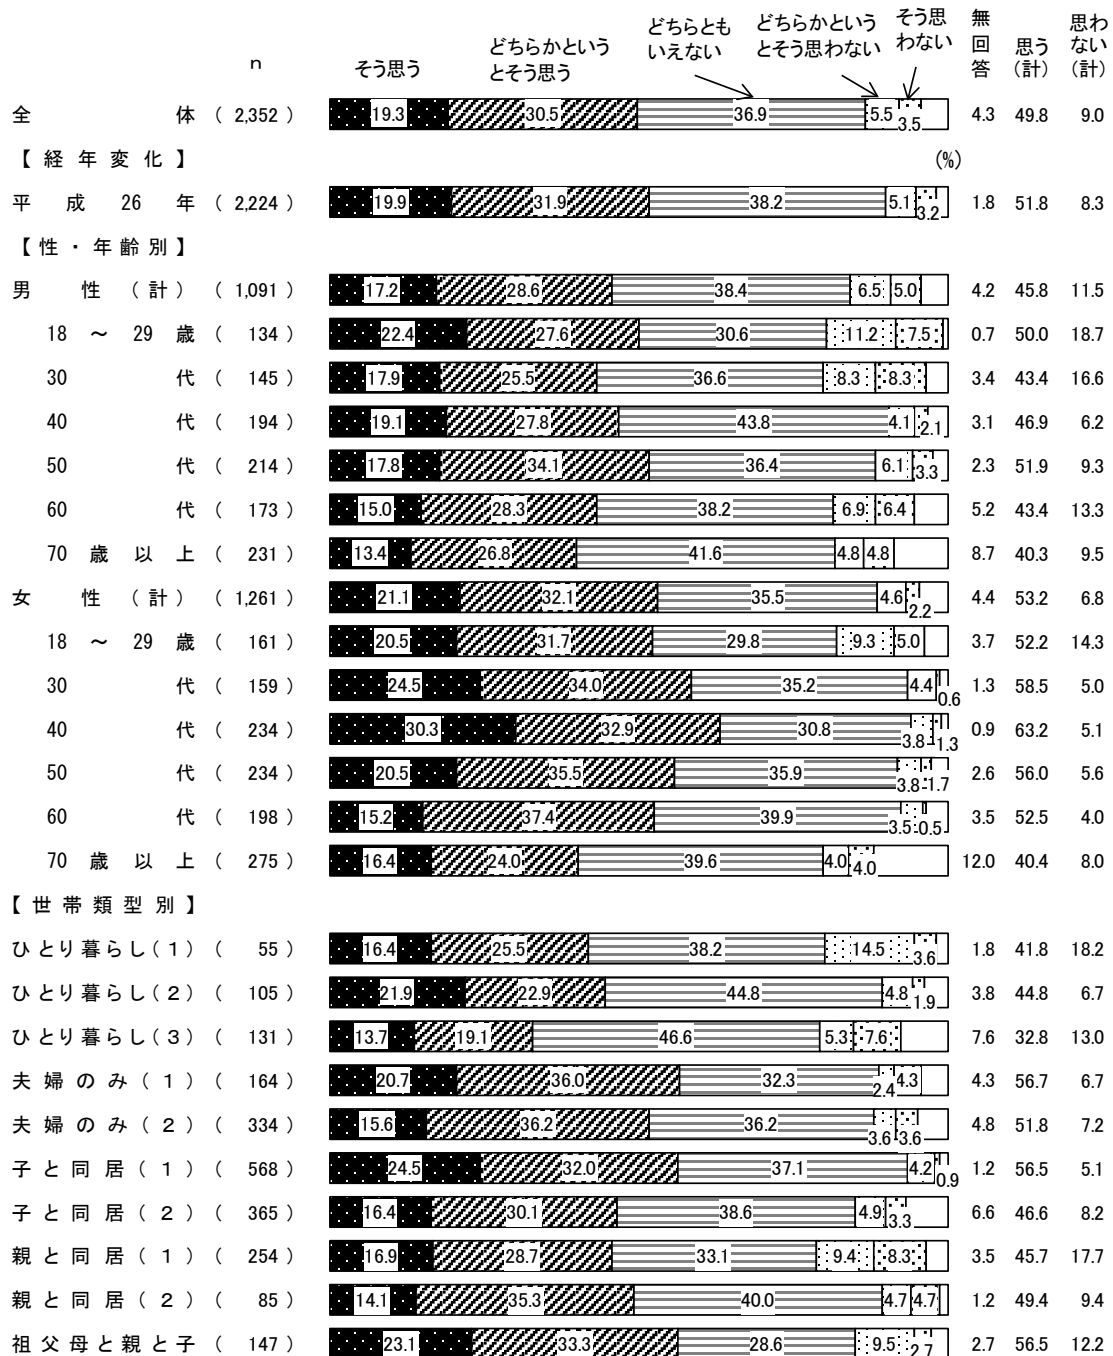 そう思う どちらかというとそう思う どちらともいえない どちらかというとそう思わない そう思わない 無回答 思う（計） 思わない（計）
n
全体 （ 2,352 ） 19.3 30.5 36.9 5.5 3.5 4.3 49.8 9.0
【 経 年 変 化 】 (%)
平成26年 （ 2,224 ） 19.9 31.9 38.2 5.1 3.2 1.8 51.8 8.3
【 性 ・ 年 齢 別 】
男性（計） （ 1,091 ） 17.2 28.6 38.4 6.5 5.0 4.2 45.8 11.5
18～29歳 （ 134 ） 22.4 27.6 30.6 11.2 7.5 0.7 50.0 18.7
30代 （ 145 ） 17.9 25.5 36.6 8.3 8.3 3.4 43.4 16.6
40代 （ 194 ） 19.1 27.8 43.8 4.1 2.1 3.1 46.9 6.2
50代 （ 214 ） 17.8 34.1 36.4 6.1 3.3 2.3 51.9 9.3
60代 （ 173 ） 15.0 28.3 38.2 6.9 6.4 5.2 43.4 13.3
70歳以上 （ 231 ） 13.4 26.8 41.6 4.8 4.8 8.7 40.3 9.5
女性（計） （ 1,261 ） 21.1 32.1 35.5 4.6 2.2 4.4 53.2 6.8
18～29歳 （ 161 ） 20.5 31.7 29.8 9.3 5.0 3.7 52.2 14.3
30代 （ 159 ） 24.5 34.0 35.2 4.4 0.6 1.3 58.5 5.0
40代 （ 234 ） 30.3 32.9 30.8 3.8 1.3 0.9 63.2 5.1
50代 （ 234 ） 20.5 35.5 35.9 3.8 1.7 2.6 56.0 5.6
60代 （ 198 ） 15.2 37.4 39.9 3.5 0.5 3.5 52.5 4.0
70歳以上 （ 275 ） 16.4 24.0 39.6 4.0 4.0 12.0 40.4 8.0
【 世 帯 類 型 別 】
ひとり暮らし（1） （ 55 ） 16.4 25.5 38.2 14.5 3.6 1.8 41.8 18.2
ひとり暮らし（2） （ 105 ） 21.9 22.9 44.8 4.8 1.9 3.8 44.8 6.7
ひとり暮らし（3） （ 131 ） 13.7 19.1 46.6 5.3 7.6 7.6 32.8 13.0
夫婦のみ（1） （ 164 ） 20.7 36.0 32.3 2.4 4.3 4.3 56.7 6.7
夫婦のみ（2） （ 334 ） 15.6 36.2 36.2 3.6 3.6 4.8 51.8 7.2
子と同居（1） （ 568 ） 24.5 32.0 37.1 4.2 0.9 1.2 56.5 5.1
子と同居（2） （ 365 ） 16.4 30.1 38.6 4.9 3.3 6.6 46.6 8.2
親と同居（1） （ 254 ） 16.9 28.7 33.1 9.4 8.3 3.5 45.7 17.7
親と同居（2） （ 85 ） 14.1 35.3 40.0 4.7 4.7 1.2 49.4 9.4
祖父母と親と子 （ 147 ） 23.1 33.3 28.6 9.5 2.7 2.7 56.5 12.2